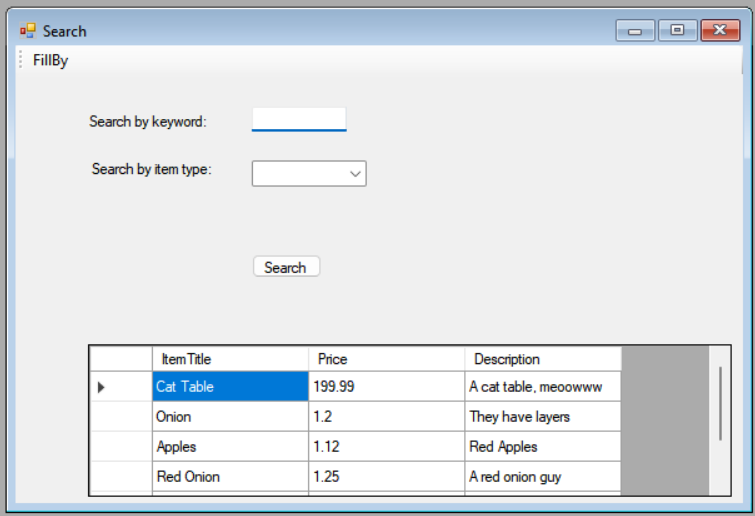 Search
FillBy
Search by keyword:
Search by item type:
Search
ItemTitle Price Description
Cat Table 199.99 A cat table, meoowww
Onion 1.2 They have layers
Apples 1.12 Red Apples
Red Onion 1.25 A red onion guy